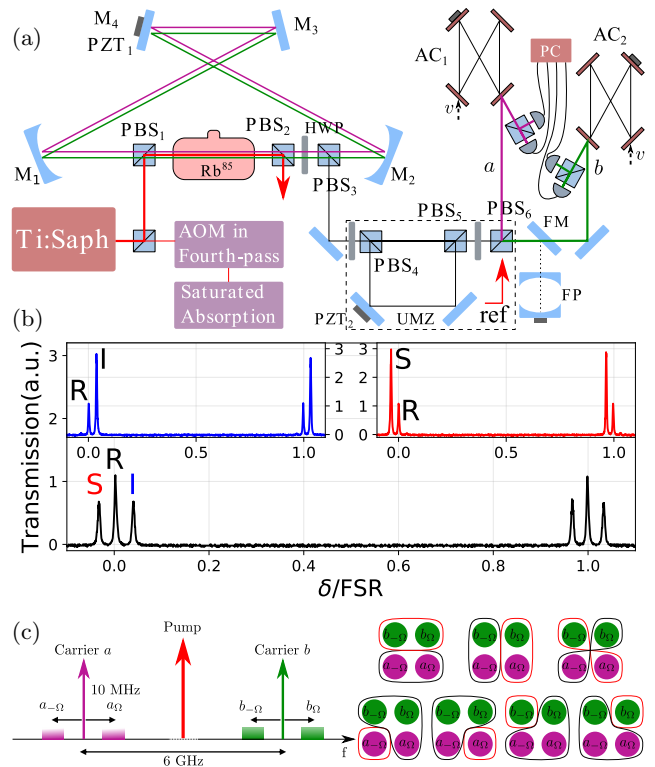 (a)
M₄
PZT₁
M₃
AC₁
AC₂
PC
PBS₁
PBS₂
HWP
Rb⁸⁵
M₁
M₂
PBS₃
v
v
a
b
Ti:Saph
AOM in
Fourth-pass
Saturated
Absorption
PBS₅
PBS₆
FM
PBS₄
PZT₂
UMZ
ref
FP
(b)
Transmission(a.u.)
3
2
1
0
R
I
3
2
1
0
0.0
0.5
1.0
S
R
3
2
1
0
0.0
0.5
1.0
S
R
I
0.0
0.2
0.4
0.6
0.8
1.0
δ/FSR
(c)
Pump
Carrier a
Carrier b
10 MHz
a₋Ω
aΩ
b₋Ω
bΩ
6 GHz
f
b₋Ω bΩ b₋Ω bΩ b₋Ω bΩ
a₋Ω aΩ a₋Ω aΩ a₋Ω aΩ
b₋Ω bΩ b₋Ω bΩ b₋Ω bΩ b₋Ω bΩ
a₋Ω aΩ a₋Ω aΩ a₋Ω aΩ a₋Ω aΩ